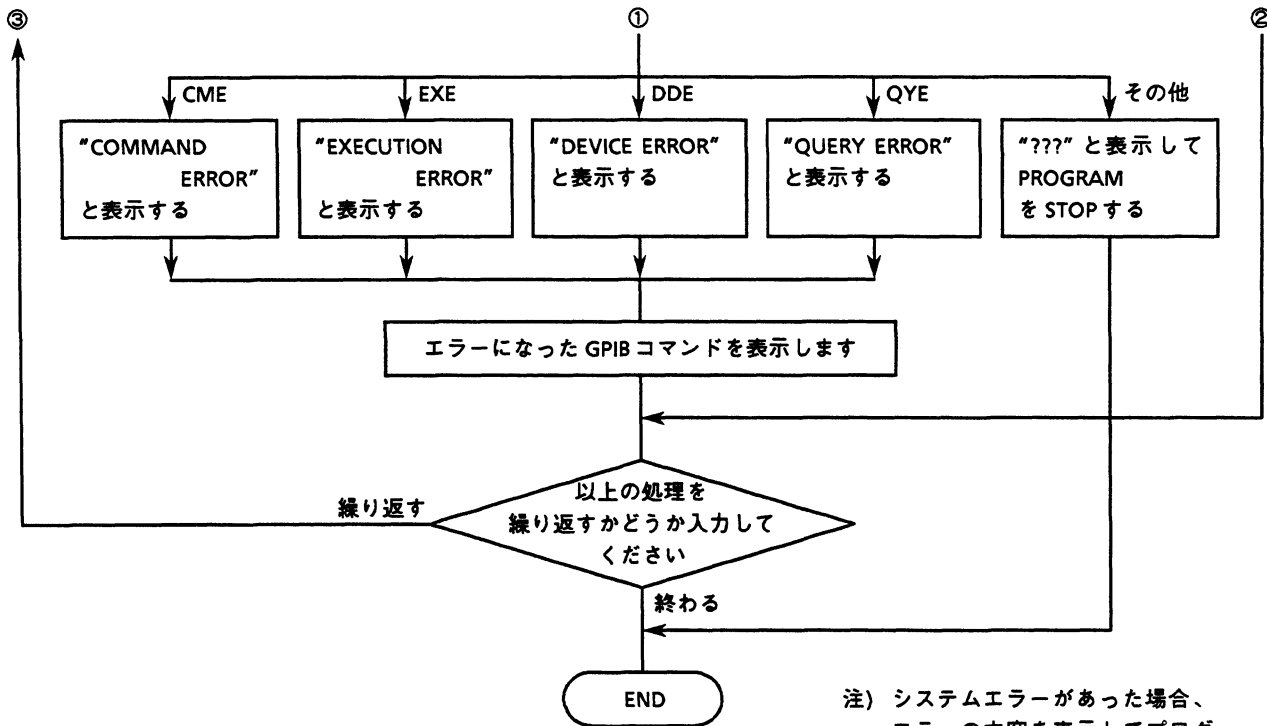 ③
①
②
CME
EXE
DDE
QYE
その他
"COMMAND
ERROR"
と表示する
"EXECUTION
ERROR"
と表示する
"DEVICE ERROR"
と表示する
"QUERY ERROR"
と表示する
"???" と表示して
PROGRAM
を STOP する
エラーになった GPIB コマンドを表示します
以上の処理を
繰り返すかどうか入力して
ください
繰り返す
終わる
END
注) システムエラーがあった場合、